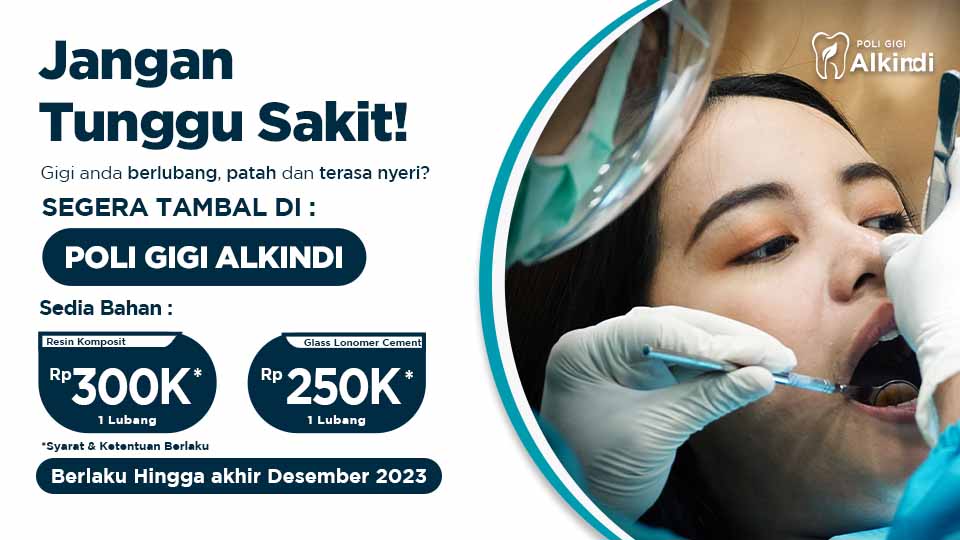 Jangan
Tunggu Sakit!
Gigi anda berlubang, patah dan terasa nyeri?
SEGERA TAMBAL DI :
POLI GIGI ALKINDI
Sedia Bahan :
Resin Komposit
Rp300K*
1 Lubang
Glass Lonomer Cement
Rp 250K*
1 Lubang
*Syarat & Ketentuan Berlaku
Berlaku Hingga akhir Desember 2023
POLI GIGI
Alkindi